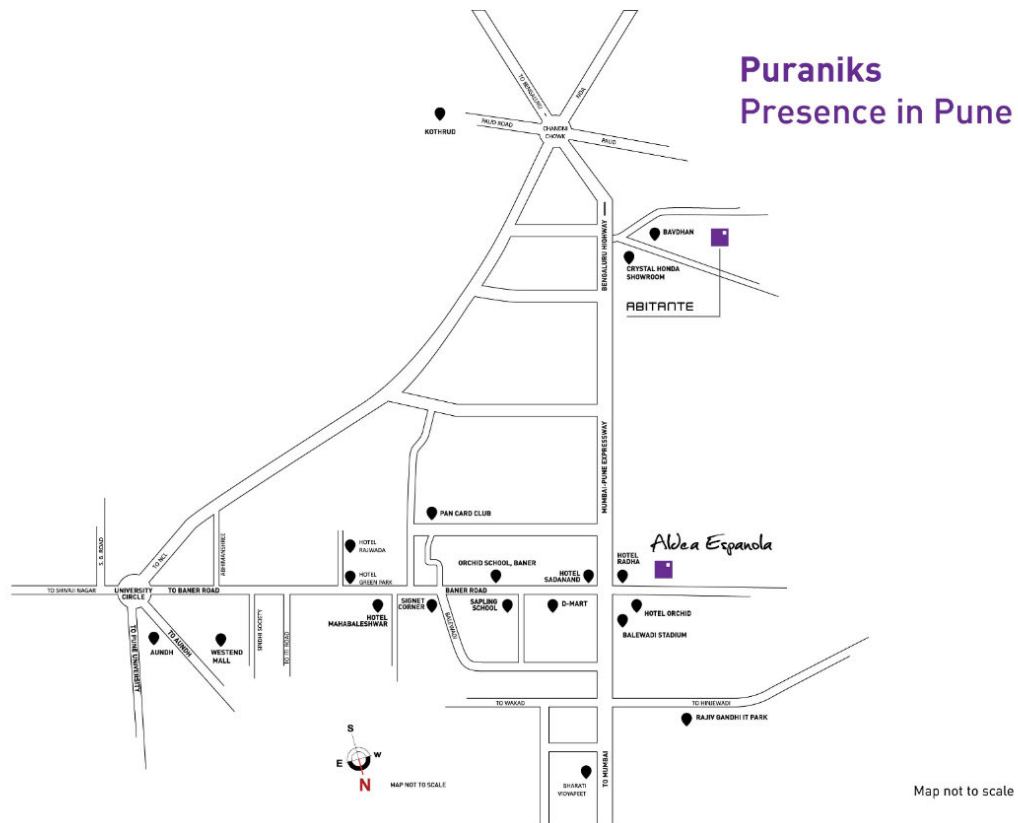 Puraniks
Presence in Pune
TO BENGALURU
NDA
KOTHRUD
PAUD ROAD
CHANDNI
CHOWK
PAUD
BENGALURU HIGHWAY
BAVDHAN
CRYSTAL HONDA
SHOWROOM
ABITANTE
MUMBAI-PUNE EXPRESSWAY
PAN CARD CLUB
S. B. ROAD
TO NCL
ABHIMANSHREE
HOTEL
RAJWADA
HOTEL
GREEN PARK
ORCHID SCHOOL, BANER
HOTEL
SADANAND
HOTEL
RADHA
Aldea Espanola
TO SHIVAJI NAGAR
UNIVERSITY
CIRCLE
TO BANER ROAD
BANER ROAD
HOTEL
MAHABALESHWAR
SIGNET
CORNER
BALEWADI
SAPLING
SCHOOL
D-MART
HOTEL ORCHID
BALEWADI STADIUM
AUNDH
TO AUNDH
TO PUNE UNIVERSITY
WESTEND
MALL
SINDH SOCIETY
TO ITI ROAD
TO WAKAD
TO HINJEWADI
RAJIV GANDHI IT PARK
S
W
E
N
MAP NOT TO SCALE
BHARATI
VIDYAPEET
TO MUMBAI
Map not to scale